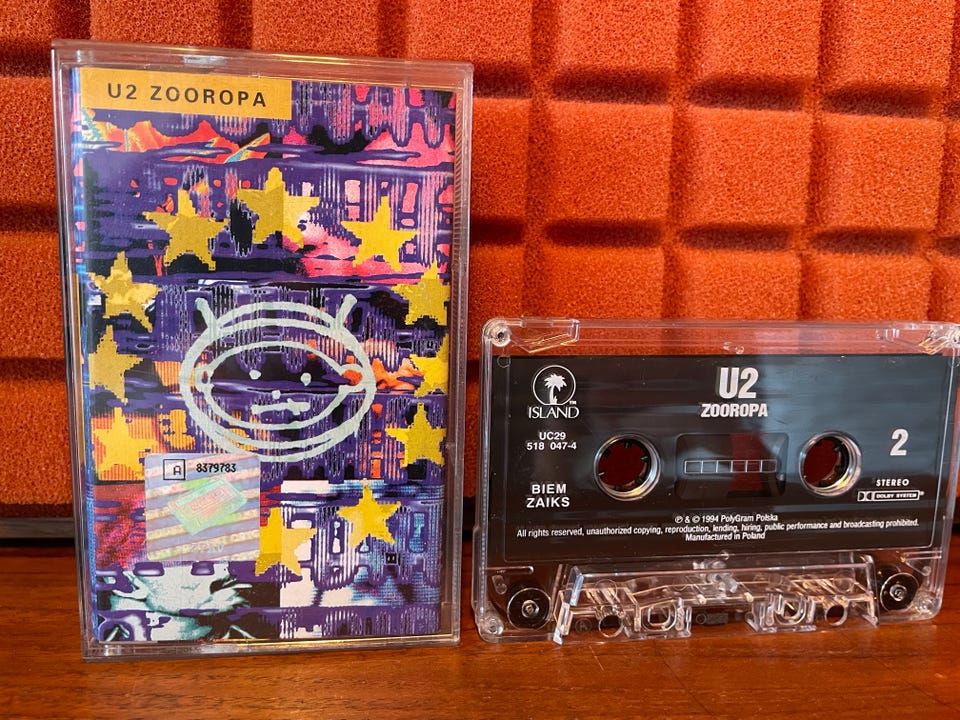 U2 ZOOROPA
A 8379783
U2
ZOOROPA
ISLAND™
UC29
518 047-4
2
BIEM
ZAIKS
STEREO
DOLBY SYSTEM®
℗ & © 1994 PolyGram Polska
All rights reserved, unauthorized copying, reproduction, lending, hiring, public performance and broadcasting prohibited.
Manufactured in Poland